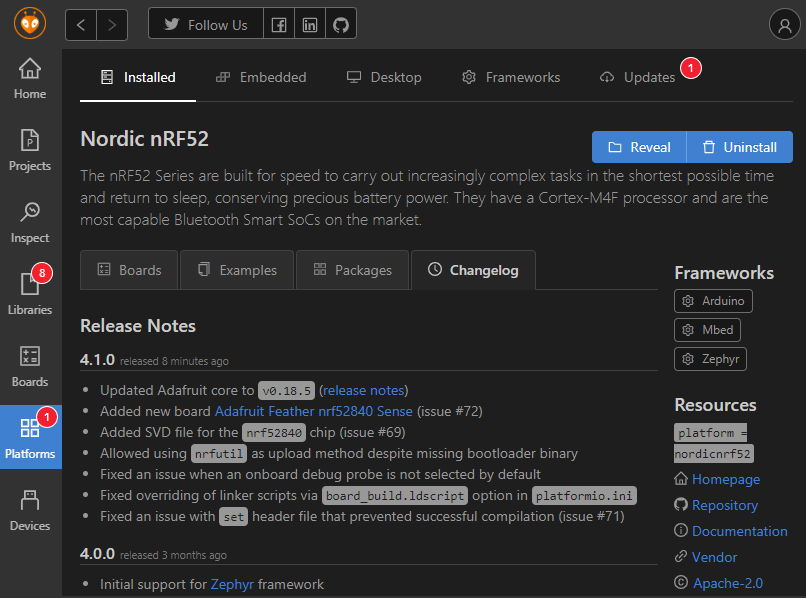 Follow Us
Home
Projects
Inspect
8
Libraries
Boards
1
Platforms
Devices
Installed
Embedded
Desktop
Frameworks
Updates
1
Nordic nRF52
Reveal
Uninstall
The nRF52 Series are built for speed to carry out increasingly complex tasks in the shortest possible time
and return to sleep, conserving precious battery power. They have a Cortex-M4F processor and are the
most capable Bluetooth Smart SoCs on the market.
Boards
Examples
Packages
Changelog
Release Notes
4.1.0 released 8 minutes ago
• Updated Adafruit core to v0.18.5 (release notes)
• Added new board Adafruit Feather nrf52840 Sense (issue #72)
• Added SVD file for the nrf52840 chip (issue #69)
• Allowed using nrfutil as upload method despite missing bootloader binary
• Fixed an issue when an onboard debug probe is not selected by default
• Fixed overriding of linker scripts via board_build.ldscript option in platformio.ini
• Fixed an issue with set header file that prevented successful compilation (issue #71)
4.0.0 released 3 months ago
• Initial support for Zephyr framework
Frameworks
Arduino
Mbed
Zephyr
Resources
platform =
nordicnrf52
Homepage
Repository
Documentation
Vendor
Apache-2.0